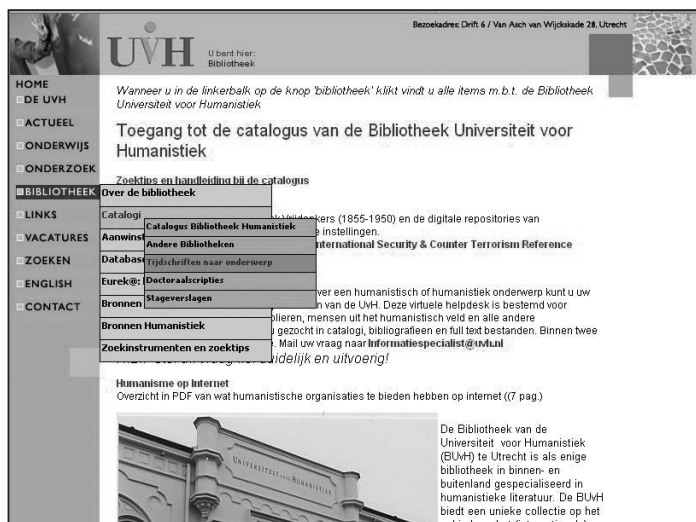 Bezoekadres: Drift 6 / Van Asch van Wijckskade 28, Utrecht
UVH
U bent hier:
Bibliotheek
HOME
DE UVH
ACTUEEL
ONDERWIJS
ONDERZOEK
BIBLIOTHEEK
LINKS
VACATURES
ZOEKEN
ENGLISH
CONTACT
Wanneer u in de linkerbalk op de knop 'bibliotheek' klikt vindt u alle items m.b.t. de Bibliotheek
Universiteit voor Humanistiek
Toegang tot de catalogus van de Bibliotheek Universiteit voor
Humanistiek
Zoektips en handleiding bij de catalogus
Over de bibliotheek
Catalogi
Aanwinst
Databas
Eurek@:
Bronnen
Bronnen Humanistiek
Zoekinstrumenten en zoektips
Catalogus Bibliotheek Humanistiek
Andere Bibliotheken
Tijdschriften naar onderwerp
Doctoraalscripties
Stageverslagen
(1855-1950) en de digitale repositories van
instellingen.
International Security & Counter Terrorism Reference
over een humanistisch of humanistiek onderwerp kunt u uw
van de UvH. Deze virtuele helpdesk is bestemd voor
mensen uit het humanistisch veld en alle andere
u gezocht in catalogi, bibliografieen en full text bestanden. Binnen twee
Mail uw vraag naar Informatiespecialist@uvh.nl
duidelijk en uitvoerig!
Humanisme op Internet
Overzicht in PDF van wat humanistische organisaties te bieden hebben op internet ((7 pag.)
UNIVERSITEIT VOOR HUMANISTIEK
De Bibliotheek van de
Universiteit voor Humanistiek
(BUvH) te Utrecht is als enige
bibliotheek in binnen- en
buitenland gespecialiseerd in
humanistieke literatuur. De BUvH
biedt een unieke collectie op het